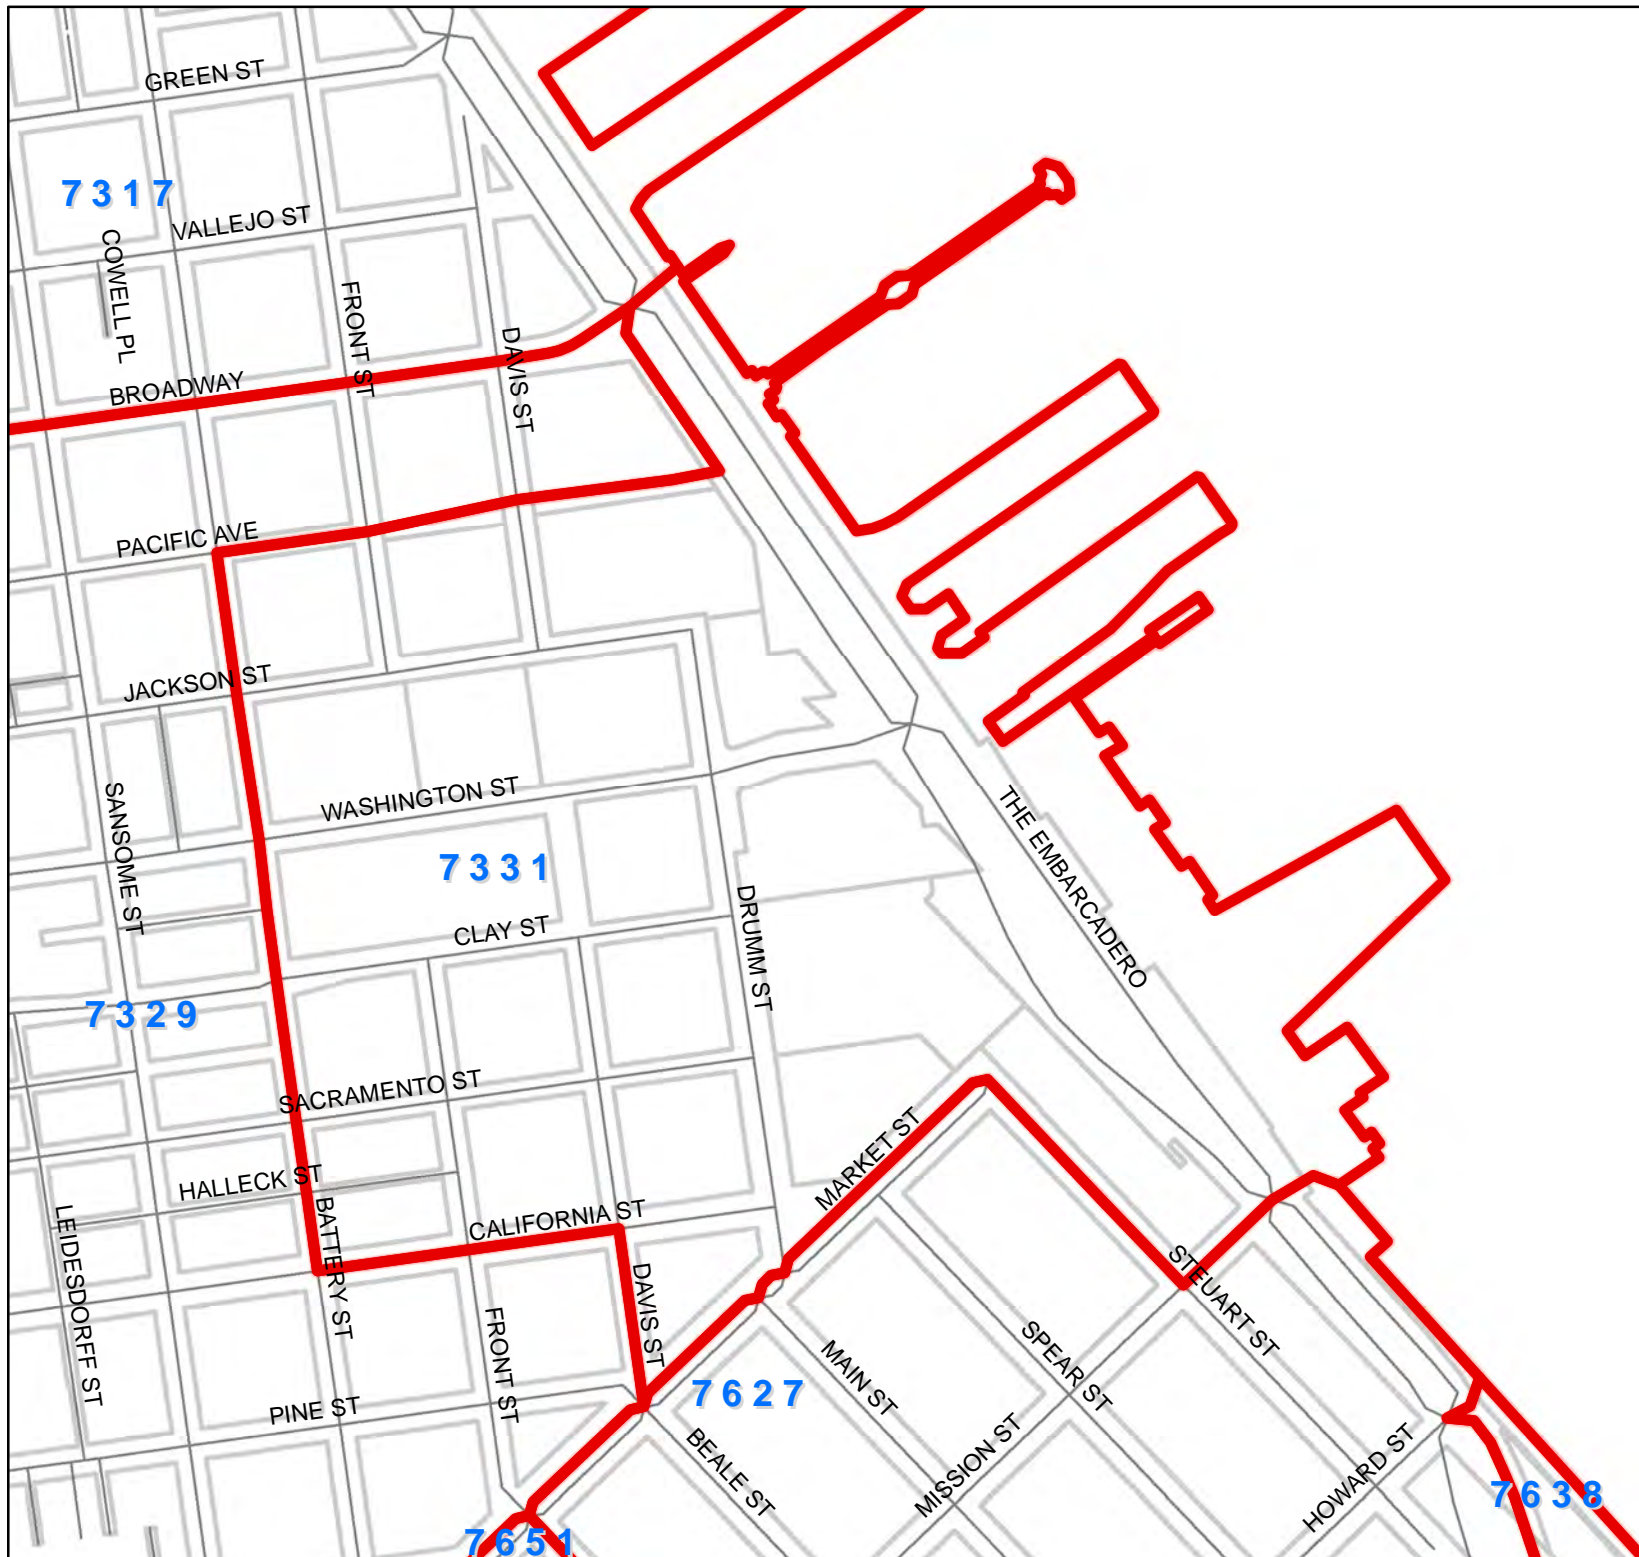 GREEN ST
7317
VALLEJO ST
COWELL PL
FRONT ST
DAVIS ST
BROADWAY
PACIFIC AVE
JACKSON ST
WASHINGTON ST
SANSOME ST
THE EMBARCADERO
7331
DRUMM ST
CLAY ST
7329
SACRAMENTO ST
MARKET ST
HALLECK ST
LEIDESDORFF ST
BATTERY ST
CALIFORNIA ST
DAVIS ST
STEUART ST
FRONT ST
SPEAR ST
MAIN ST
7627
PINE ST
BEALE ST
MISSION ST
HOWARD ST
7638
7651